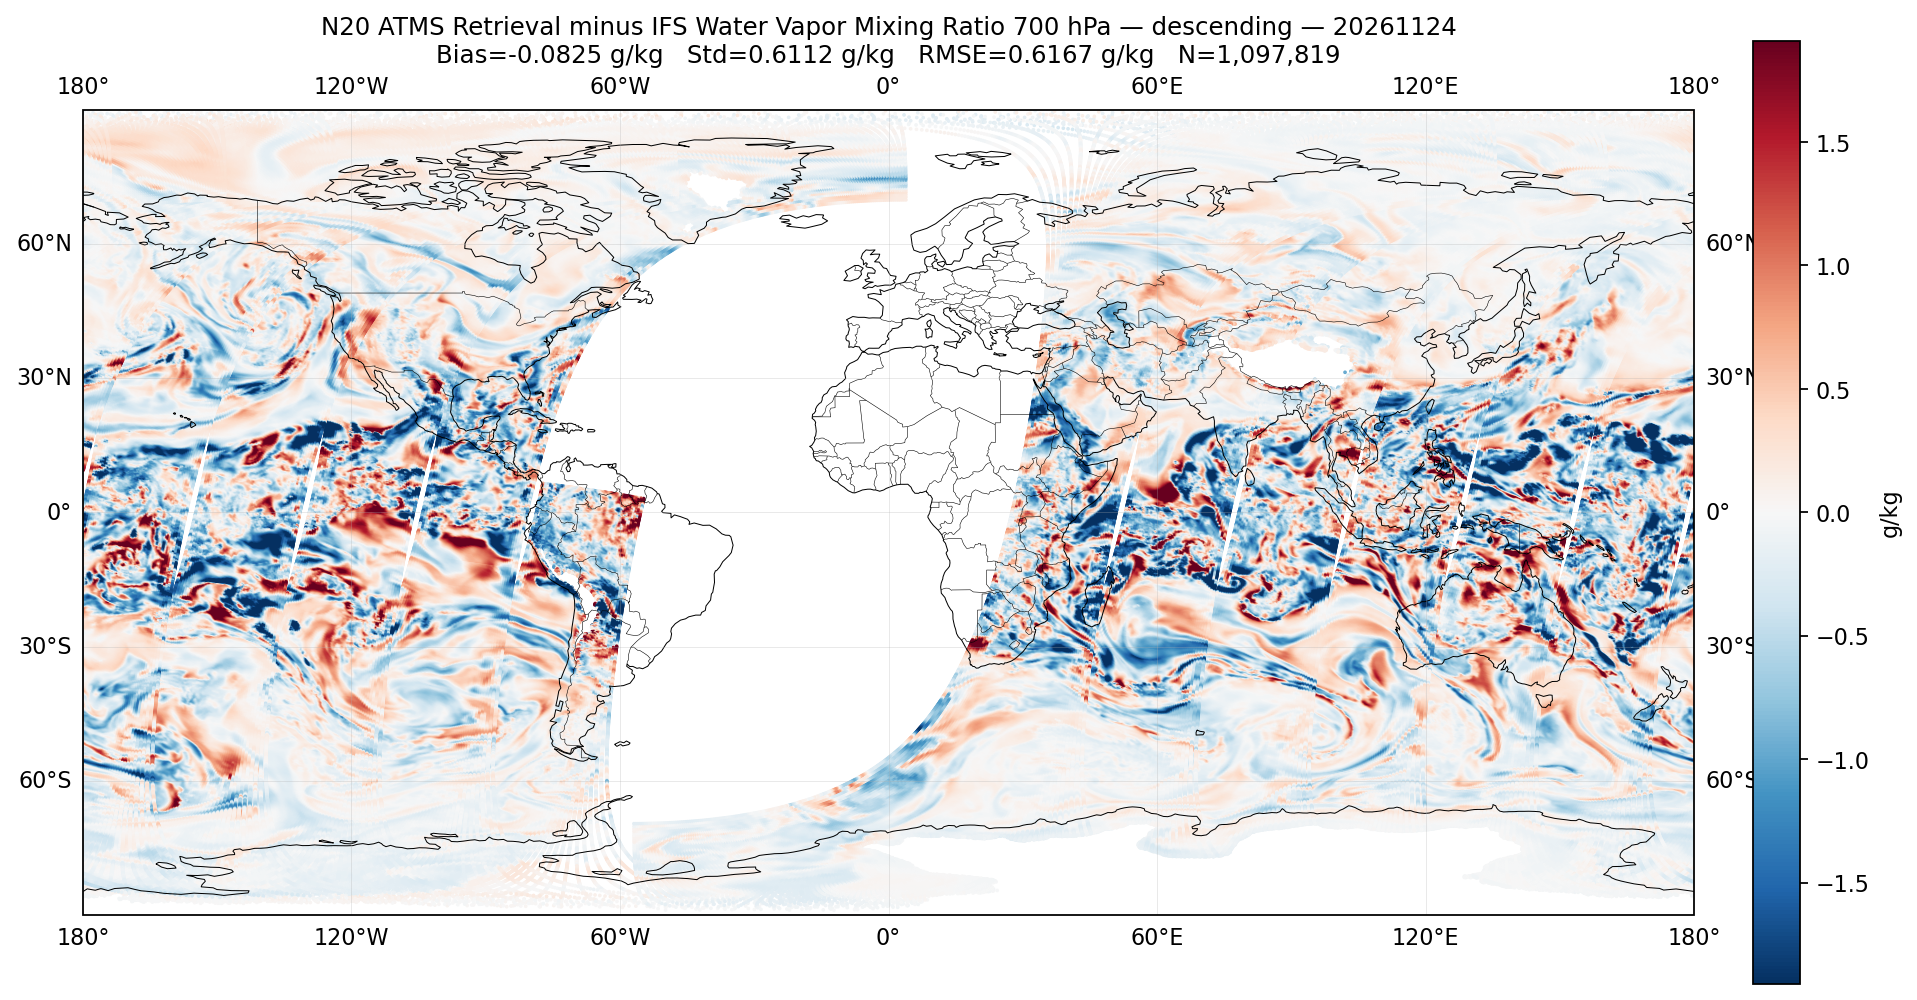 N20 ATMS Retrieval minus IFS Water Vapor Mixing Ratio 700 hPa — descending — 20261124
Bias=-0.0825 g/kg   Std=0.6112 g/kg   RMSE=0.6167 g/kg   N=1,097,819
180° 120°W 60°W 0° 60°E 120°E 180°
60°N 60°N
30°N 30°N
0° 0°
30°S 30°S
60°S 60°S
180° 120°W 60°W 0° 60°E 120°E 180°
1.5
1.0
0.5
0.0
−0.5
−1.0
−1.5
g/kg